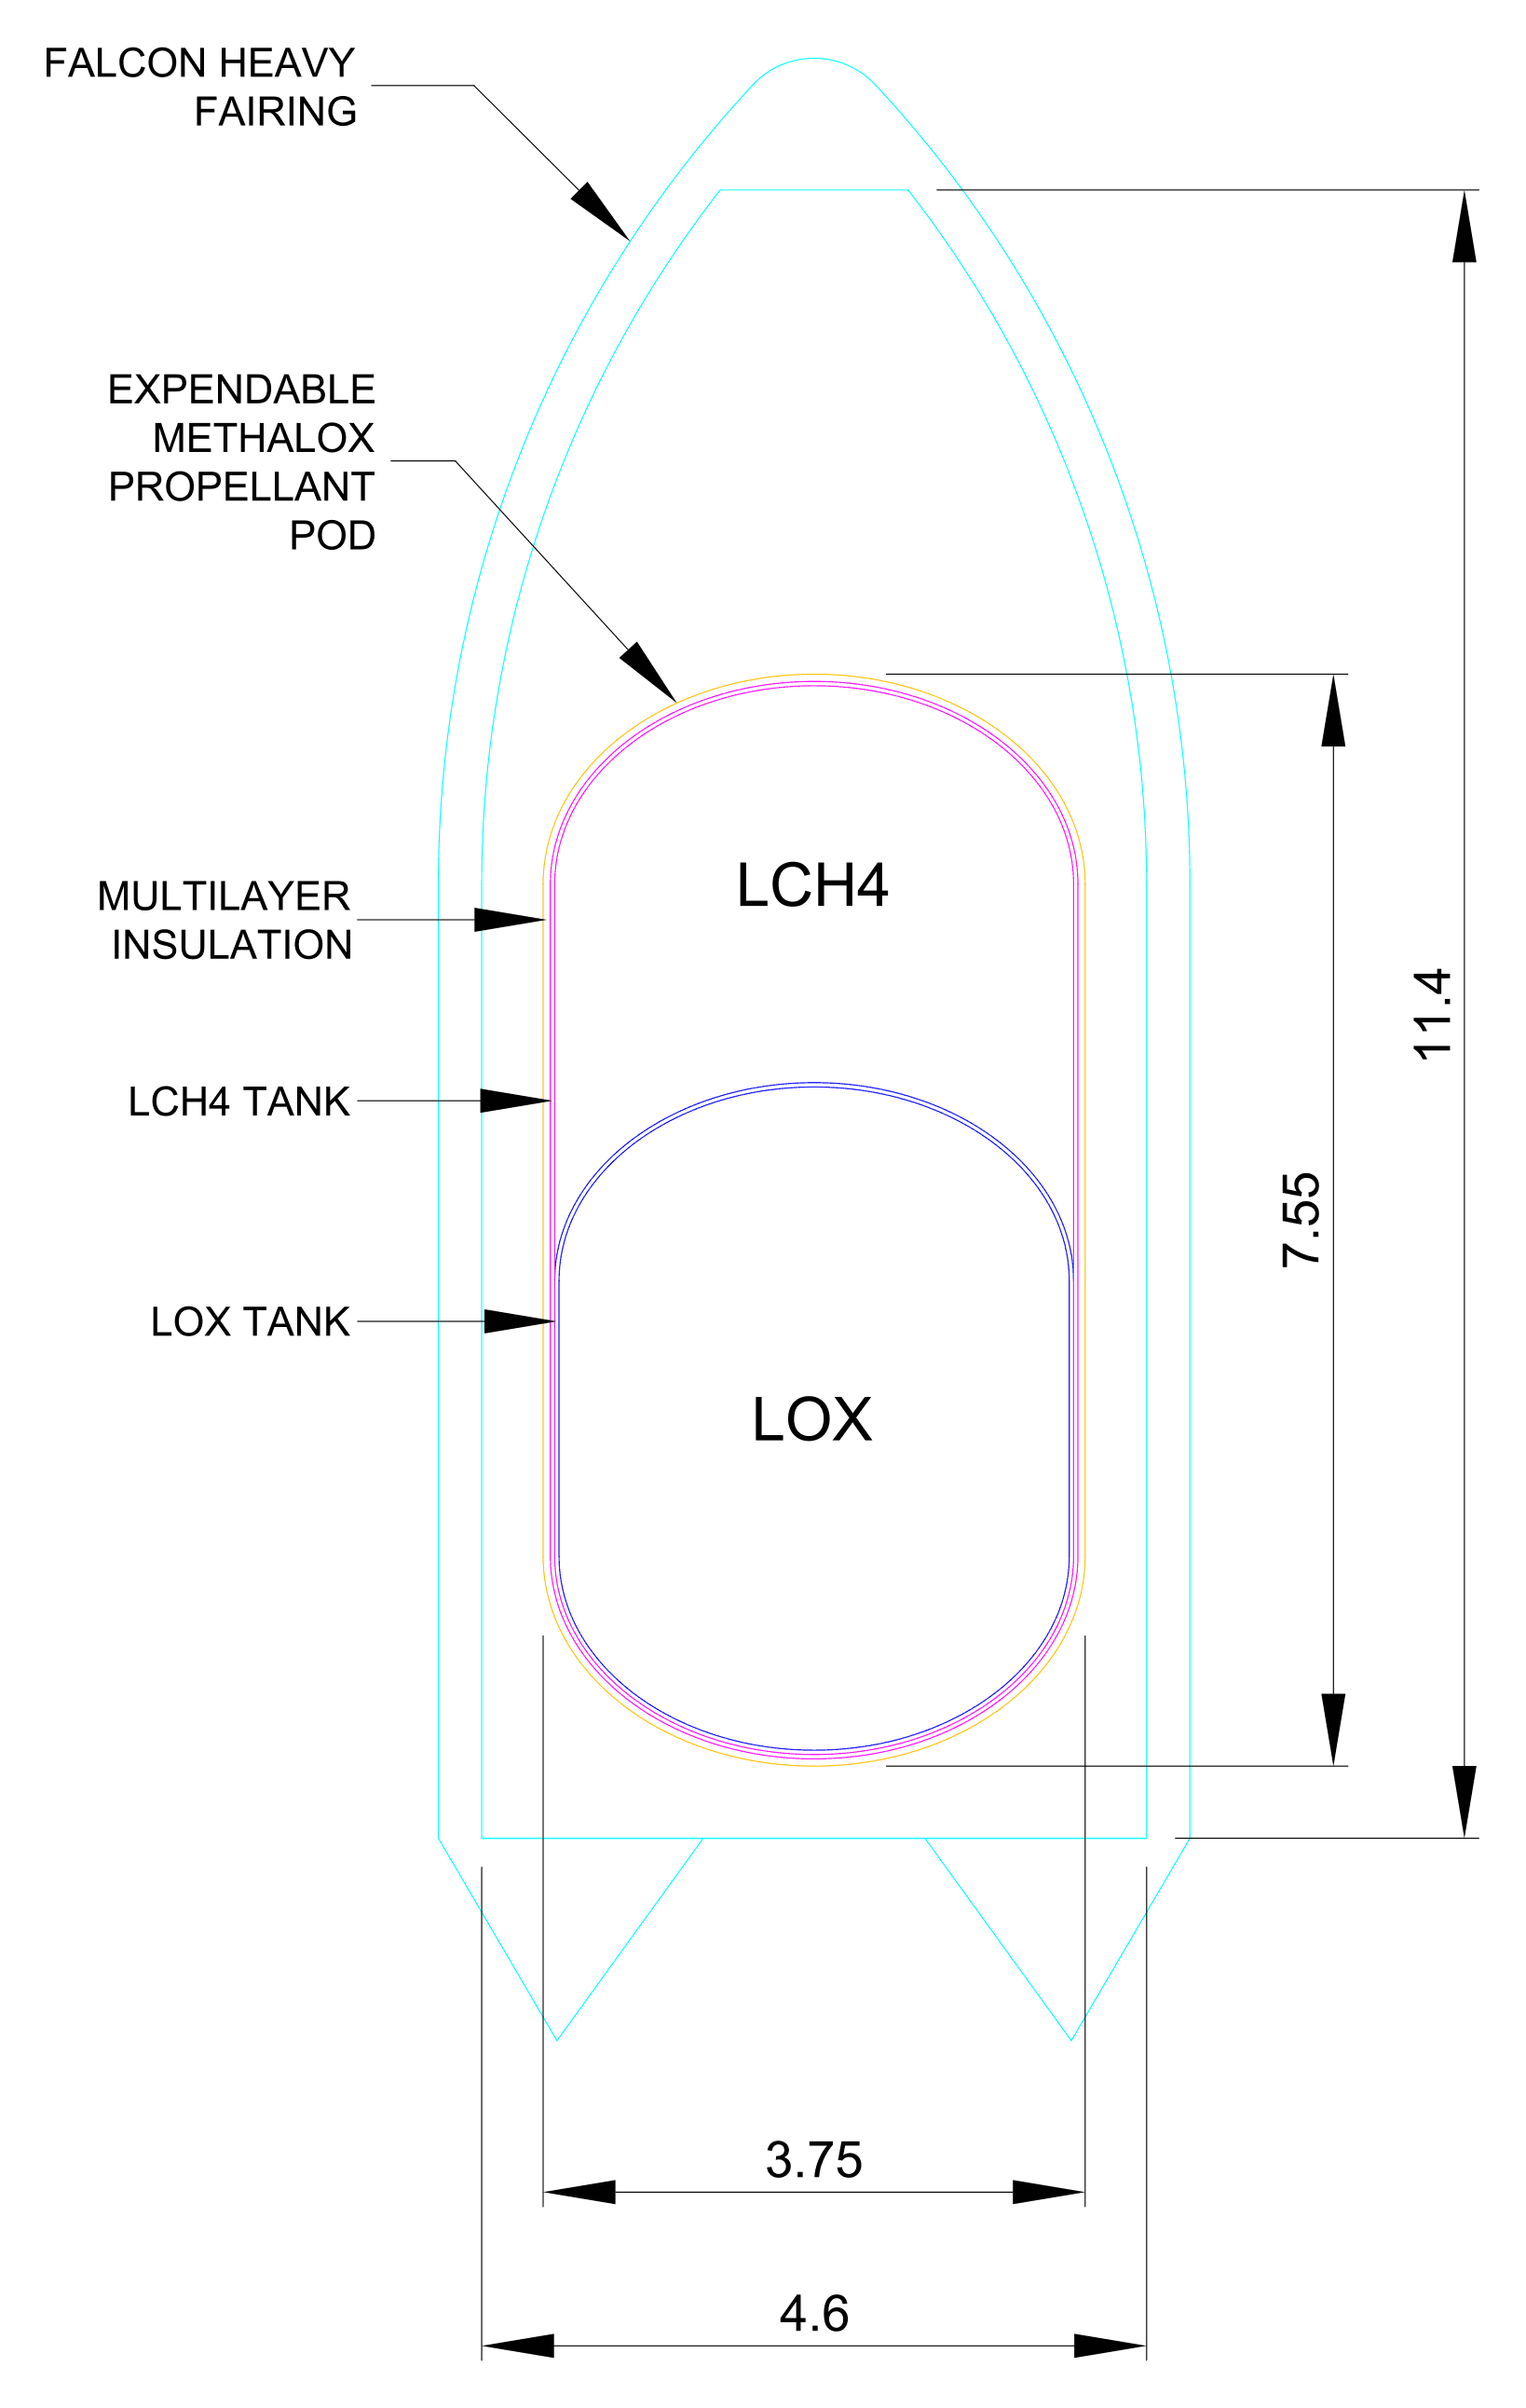 FALCON HEAVY
FAIRING
EXPENDABLE
METHALOX
PROPELLANT
POD
MULTILAYER
INSULATION
LCH4
11.4
LCH4 TANK
7.55
LOX TANK
LOX
3.75
4.6